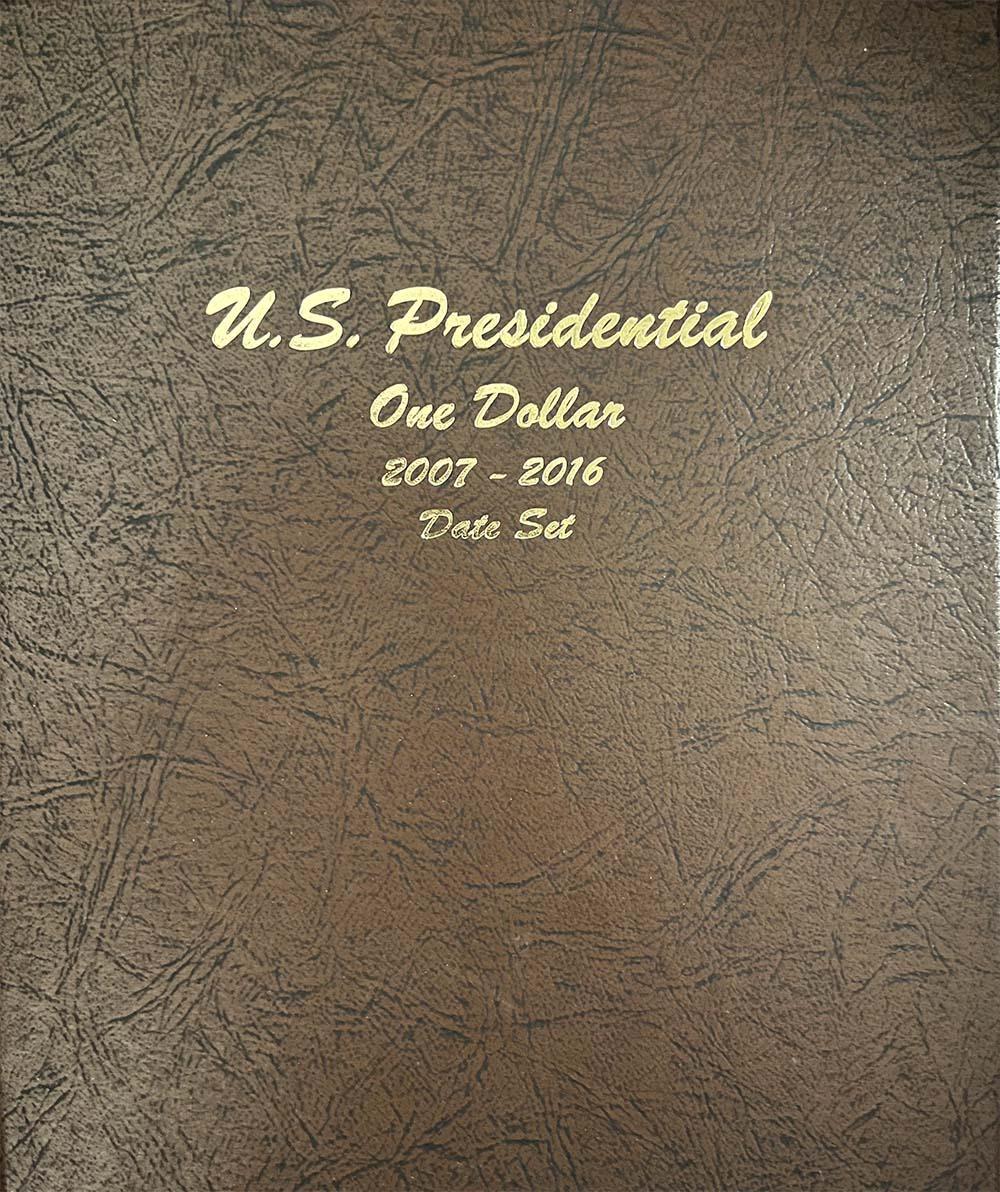 U.S. Presidential
One Dollar
2007 - 2016
Date Set